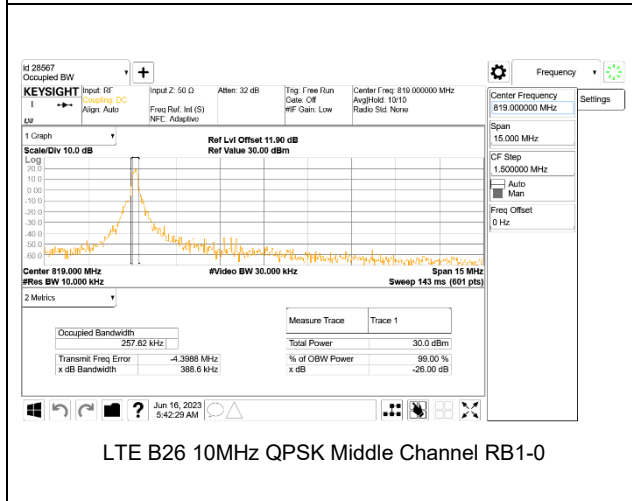 id 28567
Occupied BW
+
Frequency
KEYSIGHT
Input: RF
Coupling: DC
Align: Auto
Input Z: 50 Ω
Freq Ref: Int (S)
NFE: Adaptive
Atten: 32 dB
Trig: Free Run
Gate: Off
#IF Gain: Low
Center Freq: 819.000000 MHz
Avg|Hold: 10/10
Radio Std: None
Center Frequency
819.000000 MHz
Settings
Span
15.000 MHz
CF Step
1.500000 MHz
Auto
Man
Freq Offset
0 Hz
1 Graph
Scale/Div 10.0 dB
Ref Lvl Offset 11.90 dB
Ref Value 30.00 dBm
Log
20.0
10.0
0.00
-10.0
-20.0
-30.0
-40.0
-50.0
-60.0
Center 819.000 MHz
#Video BW 30.000 kHz
Span 15 MHz
#Res BW 10.000 kHz
Sweep 143 ms (601 pts)
2 Metrics
Measure Trace
Trace 1
Occupied Bandwidth
257.62 kHz
Total Power
30.0 dBm
Transmit Freq Error
-4.3988 MHz
% of OBW Power
99.00 %
x dB Bandwidth
388.6 kHz
x dB
-26.00 dB
?
Jun 16, 2023
5:42:29 AM
LTE B26 10MHz QPSK Middle Channel RB1-0